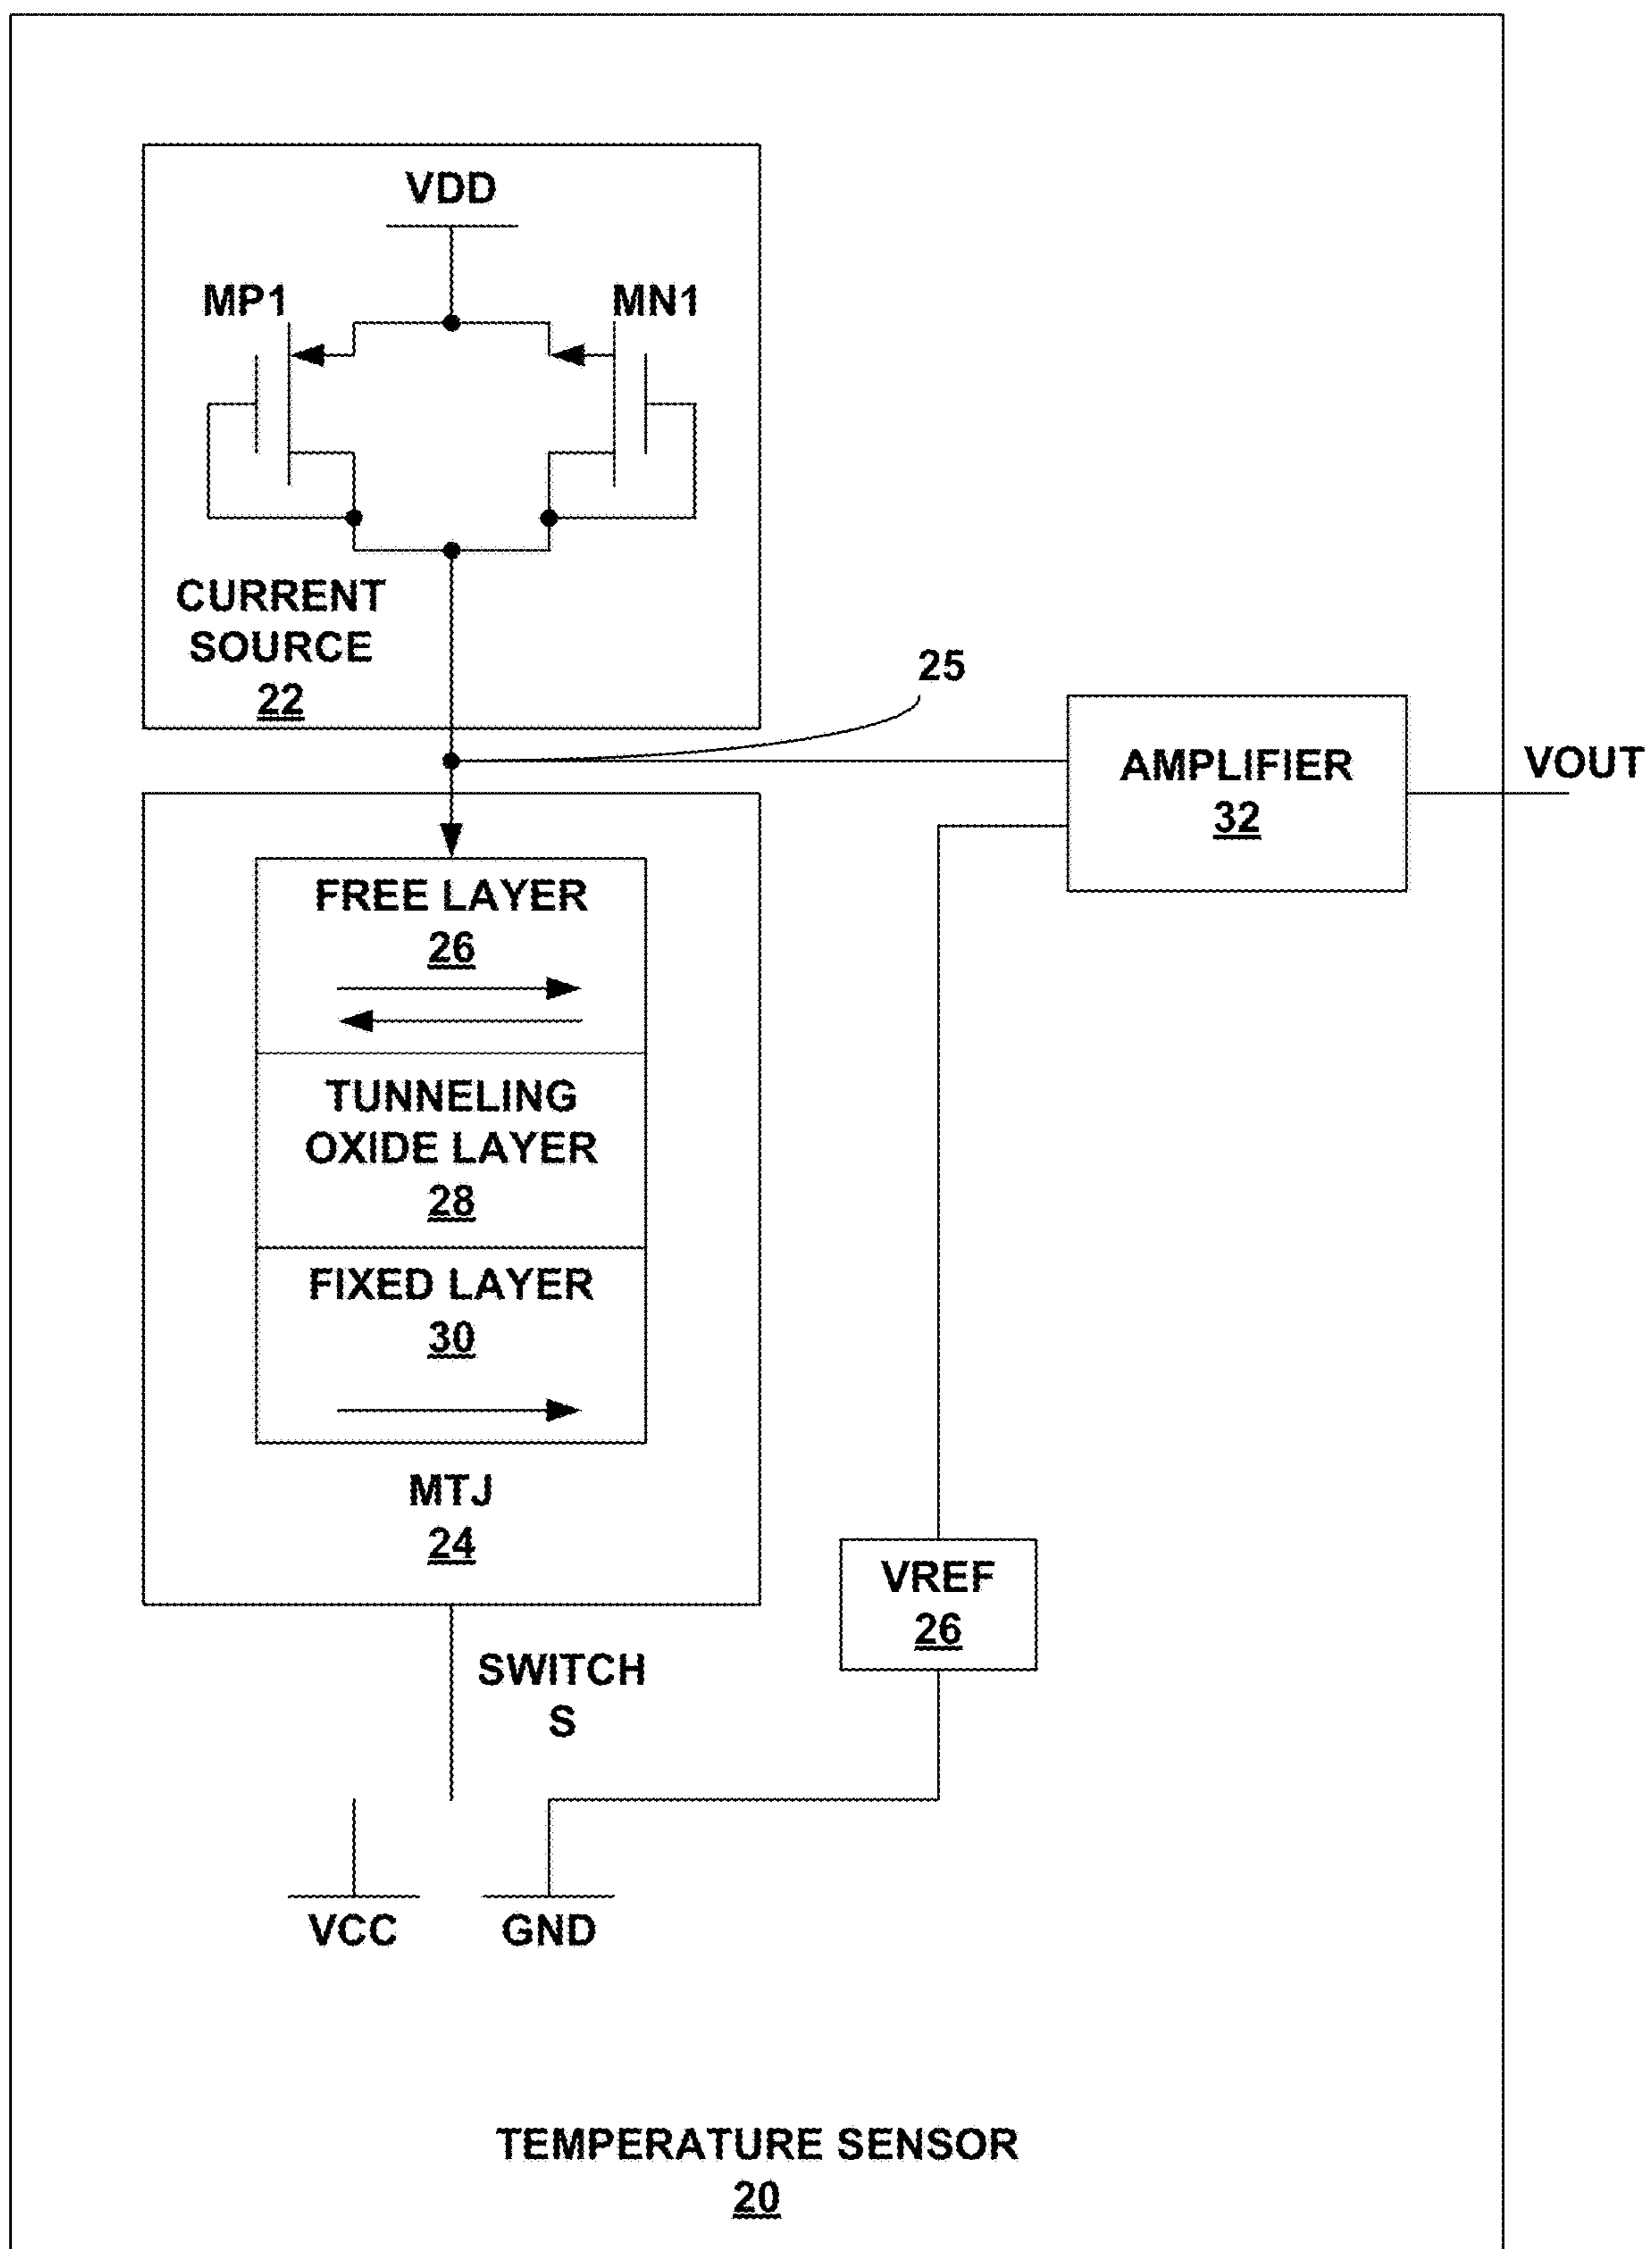 VDD
MP1
MN1
CURRENT
SOURCE
22
25
AMPLIFIER
32
VOUT
FREE LAYER
26
TUNNELING
OXIDE LAYER
28
FIXED LAYER
30
MTJ
24
VREF
26
SWITCH
S
VCC
GND
TEMPERATURE SENSOR
20